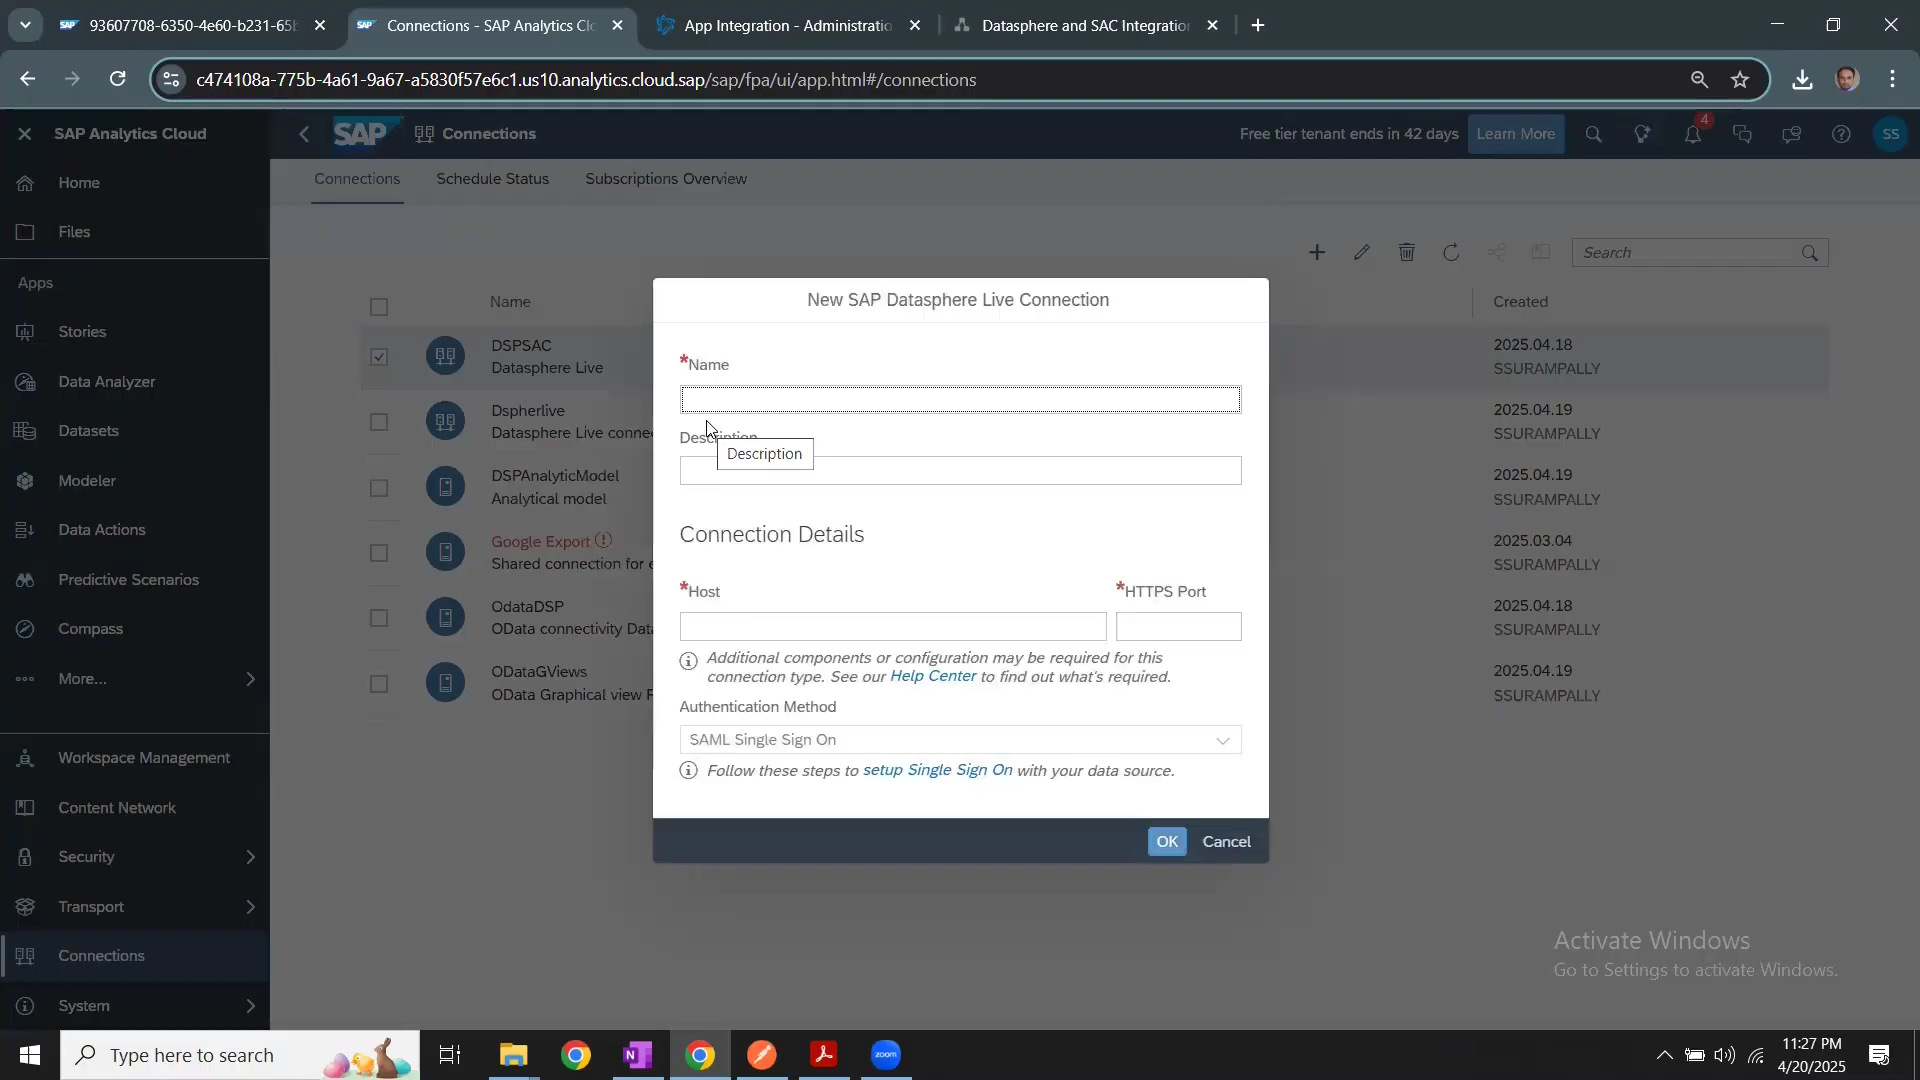 93607708-6350-4e60-b231-65b
Connections - SAP Analytics Clo
App Integration - Administratio
Datasphere and SAC Integration
c474108a-775b-4a61-9a67-a5830f57e6c1.us10.analytics.cloud.sap/sap/fpa/ui/app.html#/connections
SAP Analytics Cloud
SAP
Connections
Free tier tenant ends in 42 days
Learn More
4
SS
Home
Files
Apps
Stories
Data Analyzer
Datasets
Modeler
Data Actions
Predictive Scenarios
Compass
More...
Workspace Management
Content Network
Security
Transport
Connections
System
Connections
Schedule Status
Subscriptions Overview
Search
Name
Created
DSPSAC
Datasphere Live
2025.04.18
SSURAMPALLY
Dspherlive
Datasphere Live conne
2025.04.19
SSURAMPALLY
DSPAnalyticModel
Analytical model
2025.04.19
SSURAMPALLY
Google Export
Shared connection for e
2025.03.04
SSURAMPALLY
OdataDSP
OData connectivity Data
2025.04.18
SSURAMPALLY
ODataGViews
OData Graphical view F
2025.04.19
SSURAMPALLY
New SAP Datasphere Live Connection
*Name
Description
Description
Connection Details
*Host
*HTTPS Port
Additional components or configuration may be required for this
connection type. See our Help Center to find out what's required.
Authentication Method
SAML Single Sign On
Follow these steps to setup Single Sign On with your data source.
OK
Cancel
Activate Windows
Go to Settings to activate Windows.
Type here to search
zoom
11:27 PM
4/20/2025